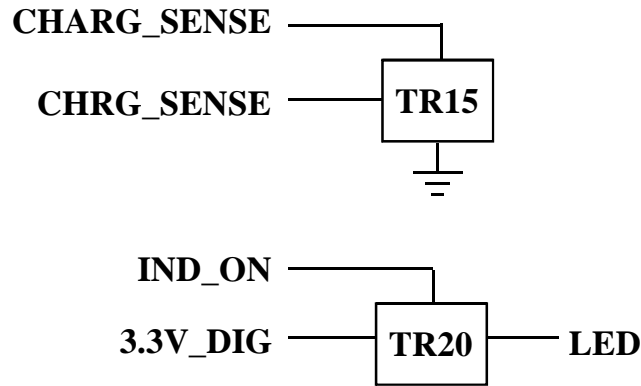 CHARG_SENSE
CHRG_SENSE
TR15
IND_ON
3.3V_DIG
TR20
LED